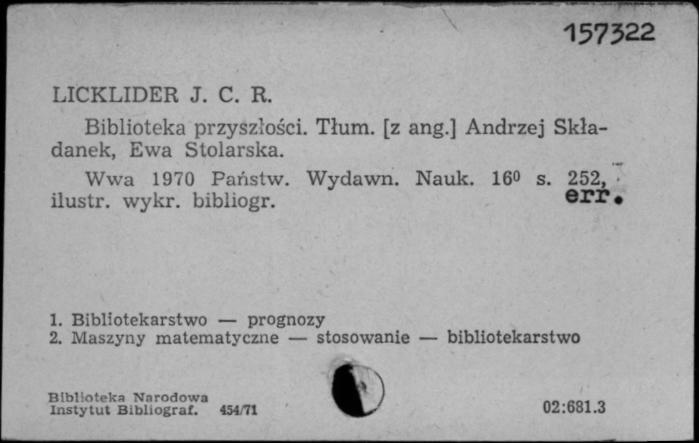 157322
LICKLIDER J. C. R.
Biblioteka przyszłości. Tłum. [z ang.] Andrzej Skła-
danek, Ewa Stolarska.
Wwa 1970 Państw. Wydawn. Nauk. 16⁰ s. 252,
ilustr. wykr. bibliogr. err.
1. Bibliotekarstwo — prognozy
2. Maszyny matematyczne — stosowanie — bibliotekarstwo
Biblioteka Narodowa
Instytut Bibliograf. 454/71 02:681.3